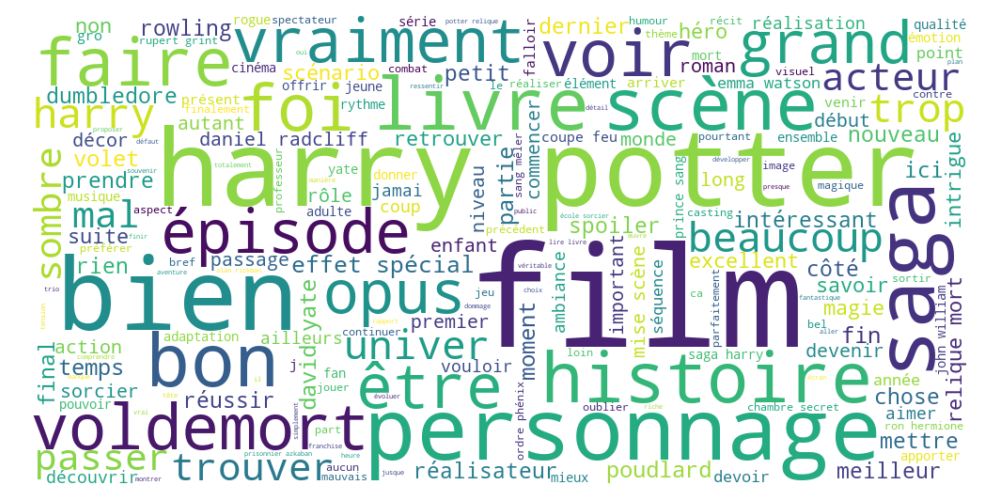 non
gro
rowling
rogue
spectateur
rupert grint
oui
série
potter relique
humour
récit
dernier
thème
mort
réalisation
qualité
émotion
point
plan
faire
vraiment
voir
grand
héro
falloir
cinéma
scénario
combat
petit
ressentir
roman
visuel
acteur
dumbledore
offrir
jeune
le
réaliser
élément
arriver
emma watson
contre
harry
présent
finalement
foi
livre
scène
venir
trop
autant
rythme
début
décor
proposer
défaut
daniel radcliff
retrouver
coupe feu
monde
pourtant
ensemble
nouveau
volet
totalement
souvenir
détail
développer
musique
prendre
professeur
yate
donner
commencer
sang mêler
image
presque
long
magique
ici
intrigue
sombre
harry potter
mal
aspect
manière
rôle
jamai
niveau
partie
public
précédent
école sorcier
casting
prince sang
adulte
coup
suite
préférer
finir
épisode
enfant
spoiler
intéressant
beaucoup
rien
bref
passage
effet spécial
lire livre
excellent
côté
aventure
alan rickman
jeu
véritable
important
savoir
sortir
trio
bien
opus
film
saga
ambiance
choix
séquence
mise scène
ca
parfaitement
fantastique
dommage
premier
magie
bel
aller
john william
relique mort
adaptation
ailleurs
continuer
moment
loin
fin
action
david yate
univer
saga harry
devenir
final
temps
comprendre
bon
fan
vouloir
jouer
histoire
année
sorcier
il
être
oublier
chambre secret
chose
pouvoir
réussir
évoluer
riche
aimer
ron hermione
voldemort
vrai
tête
simplement
part
personnage
ordre phénix
mettre
apporter
passer
franchise
heure
prisonnier azkaban
aucun
découvrir
montrer
trouver
mauvais
jusque
réalisateur
mieux
poudlard
devoir
meilleur